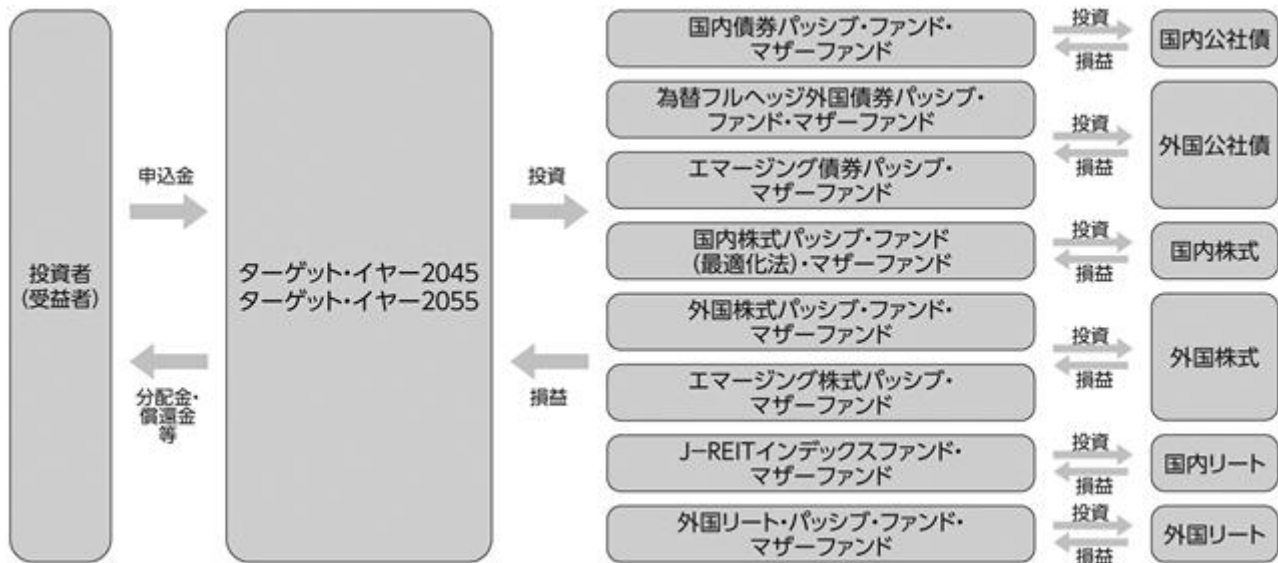 投資者
(受益者)
申込金
分配金・
償還金
等
ターゲット・イヤー2045
ターゲット・イヤー2055
投資
損益
国内債券パッシブ・ファンド・
マザーファンド
為替フルヘッジ外国債券パッシブ・
ファンド・マザーファンド
エマージング債券パッシブ・
マザーファンド
国内株式パッシブ・ファンド
(最適化法)・マザーファンド
外国株式パッシブ・ファンド・
マザーファンド
エマージング株式パッシブ・
マザーファンド
J-REITインデックスファンド・
マザーファンド
外国リート・パッシブ・ファンド・
マザーファンド
投資
損益
国内公社債
投資
損益
外国公社債
投資
損益
国内株式
投資
損益
外国株式
投資
損益
国内リート
投資
損益
外国リート